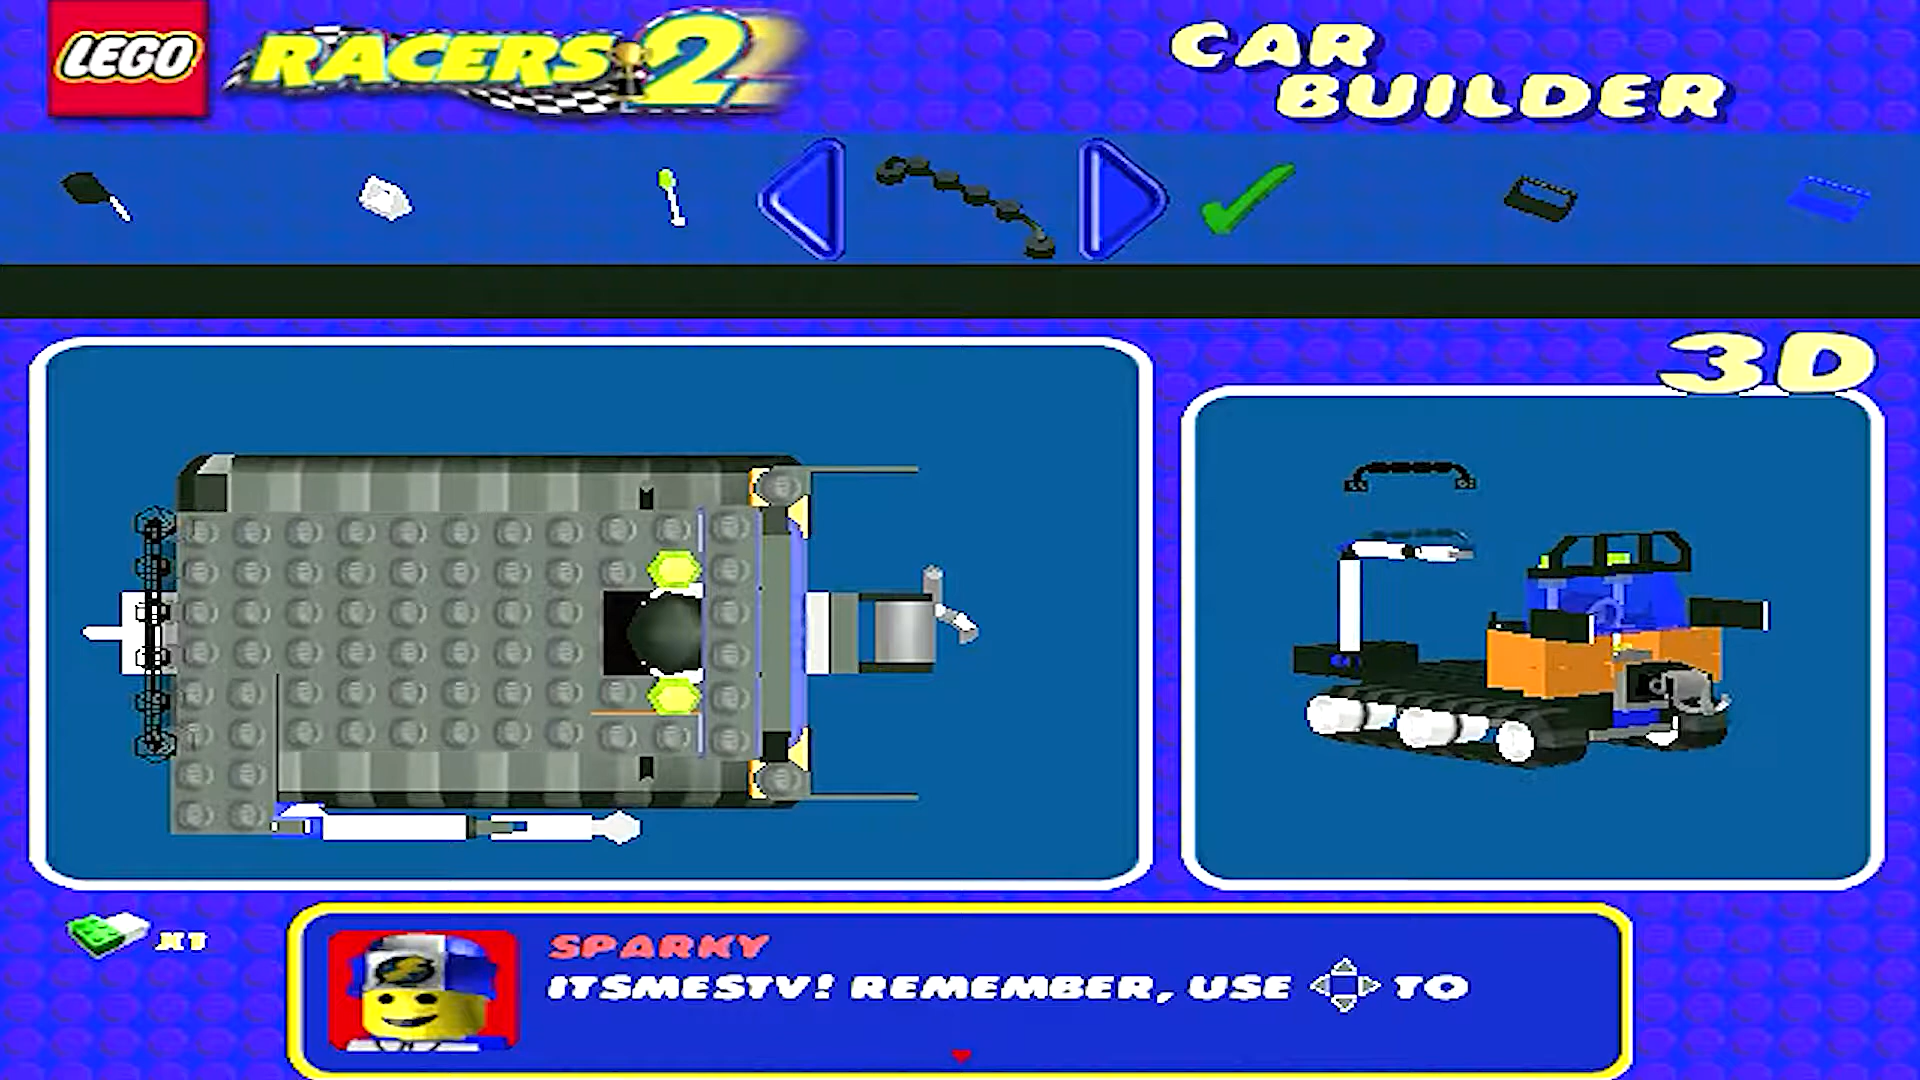 LEGO
RACERS 2
CAR
BUILDER
3D
X1
SPARKY
ITSMESTV! REMEMBER, USE TO